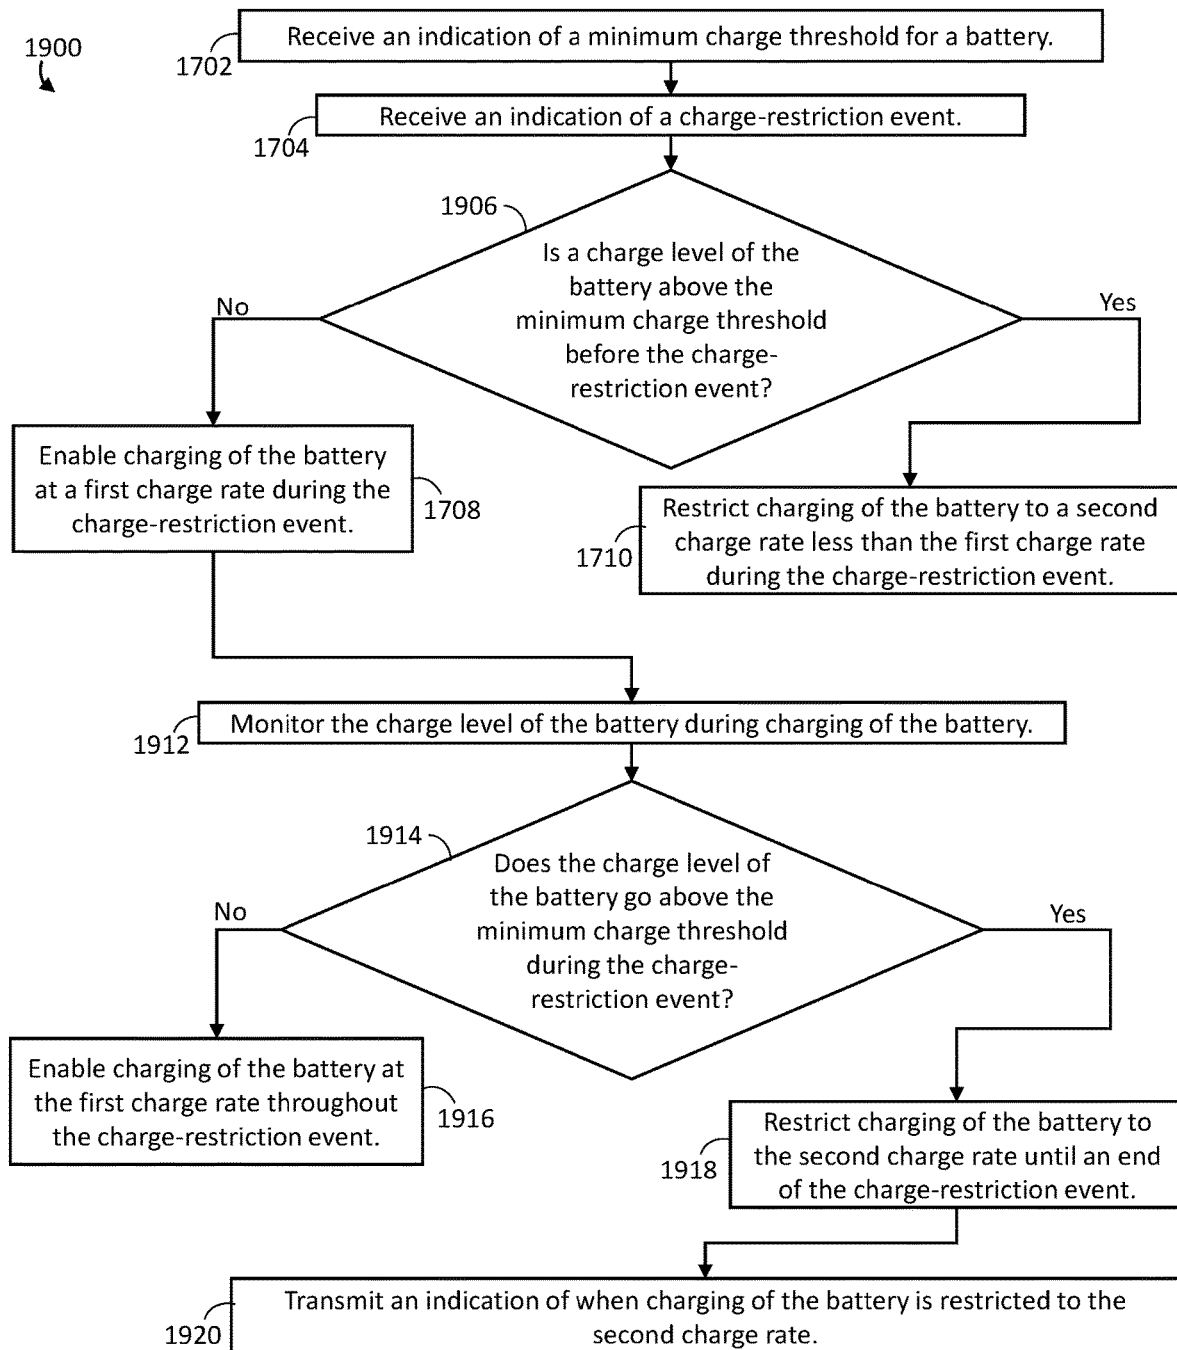 1900
Receive an indication of a minimum charge threshold for a battery.
1702
Receive an indication of a charge-restriction event.
1704
1906
Is a charge level of the
battery above the
minimum charge threshold
before the charge-
restriction event?
No
Yes
Enable charging of the battery
at a first charge rate during the
charge-restriction event.
1708
Restrict charging of the battery to a second
charge rate less than the first charge rate
during the charge-restriction event.
1710
Monitor the charge level of the battery during charging of the battery.
1912
1914
Does the charge level of
the battery go above the
minimum charge threshold
during the charge-
restriction event?
No
Yes
Enable charging of the battery at
the first charge rate throughout
the charge-restriction event.
1916
Restrict charging of the battery to
the second charge rate until an end
of the charge-restriction event.
1918
Transmit an indication of when charging of the battery is restricted to the
second charge rate.
1920